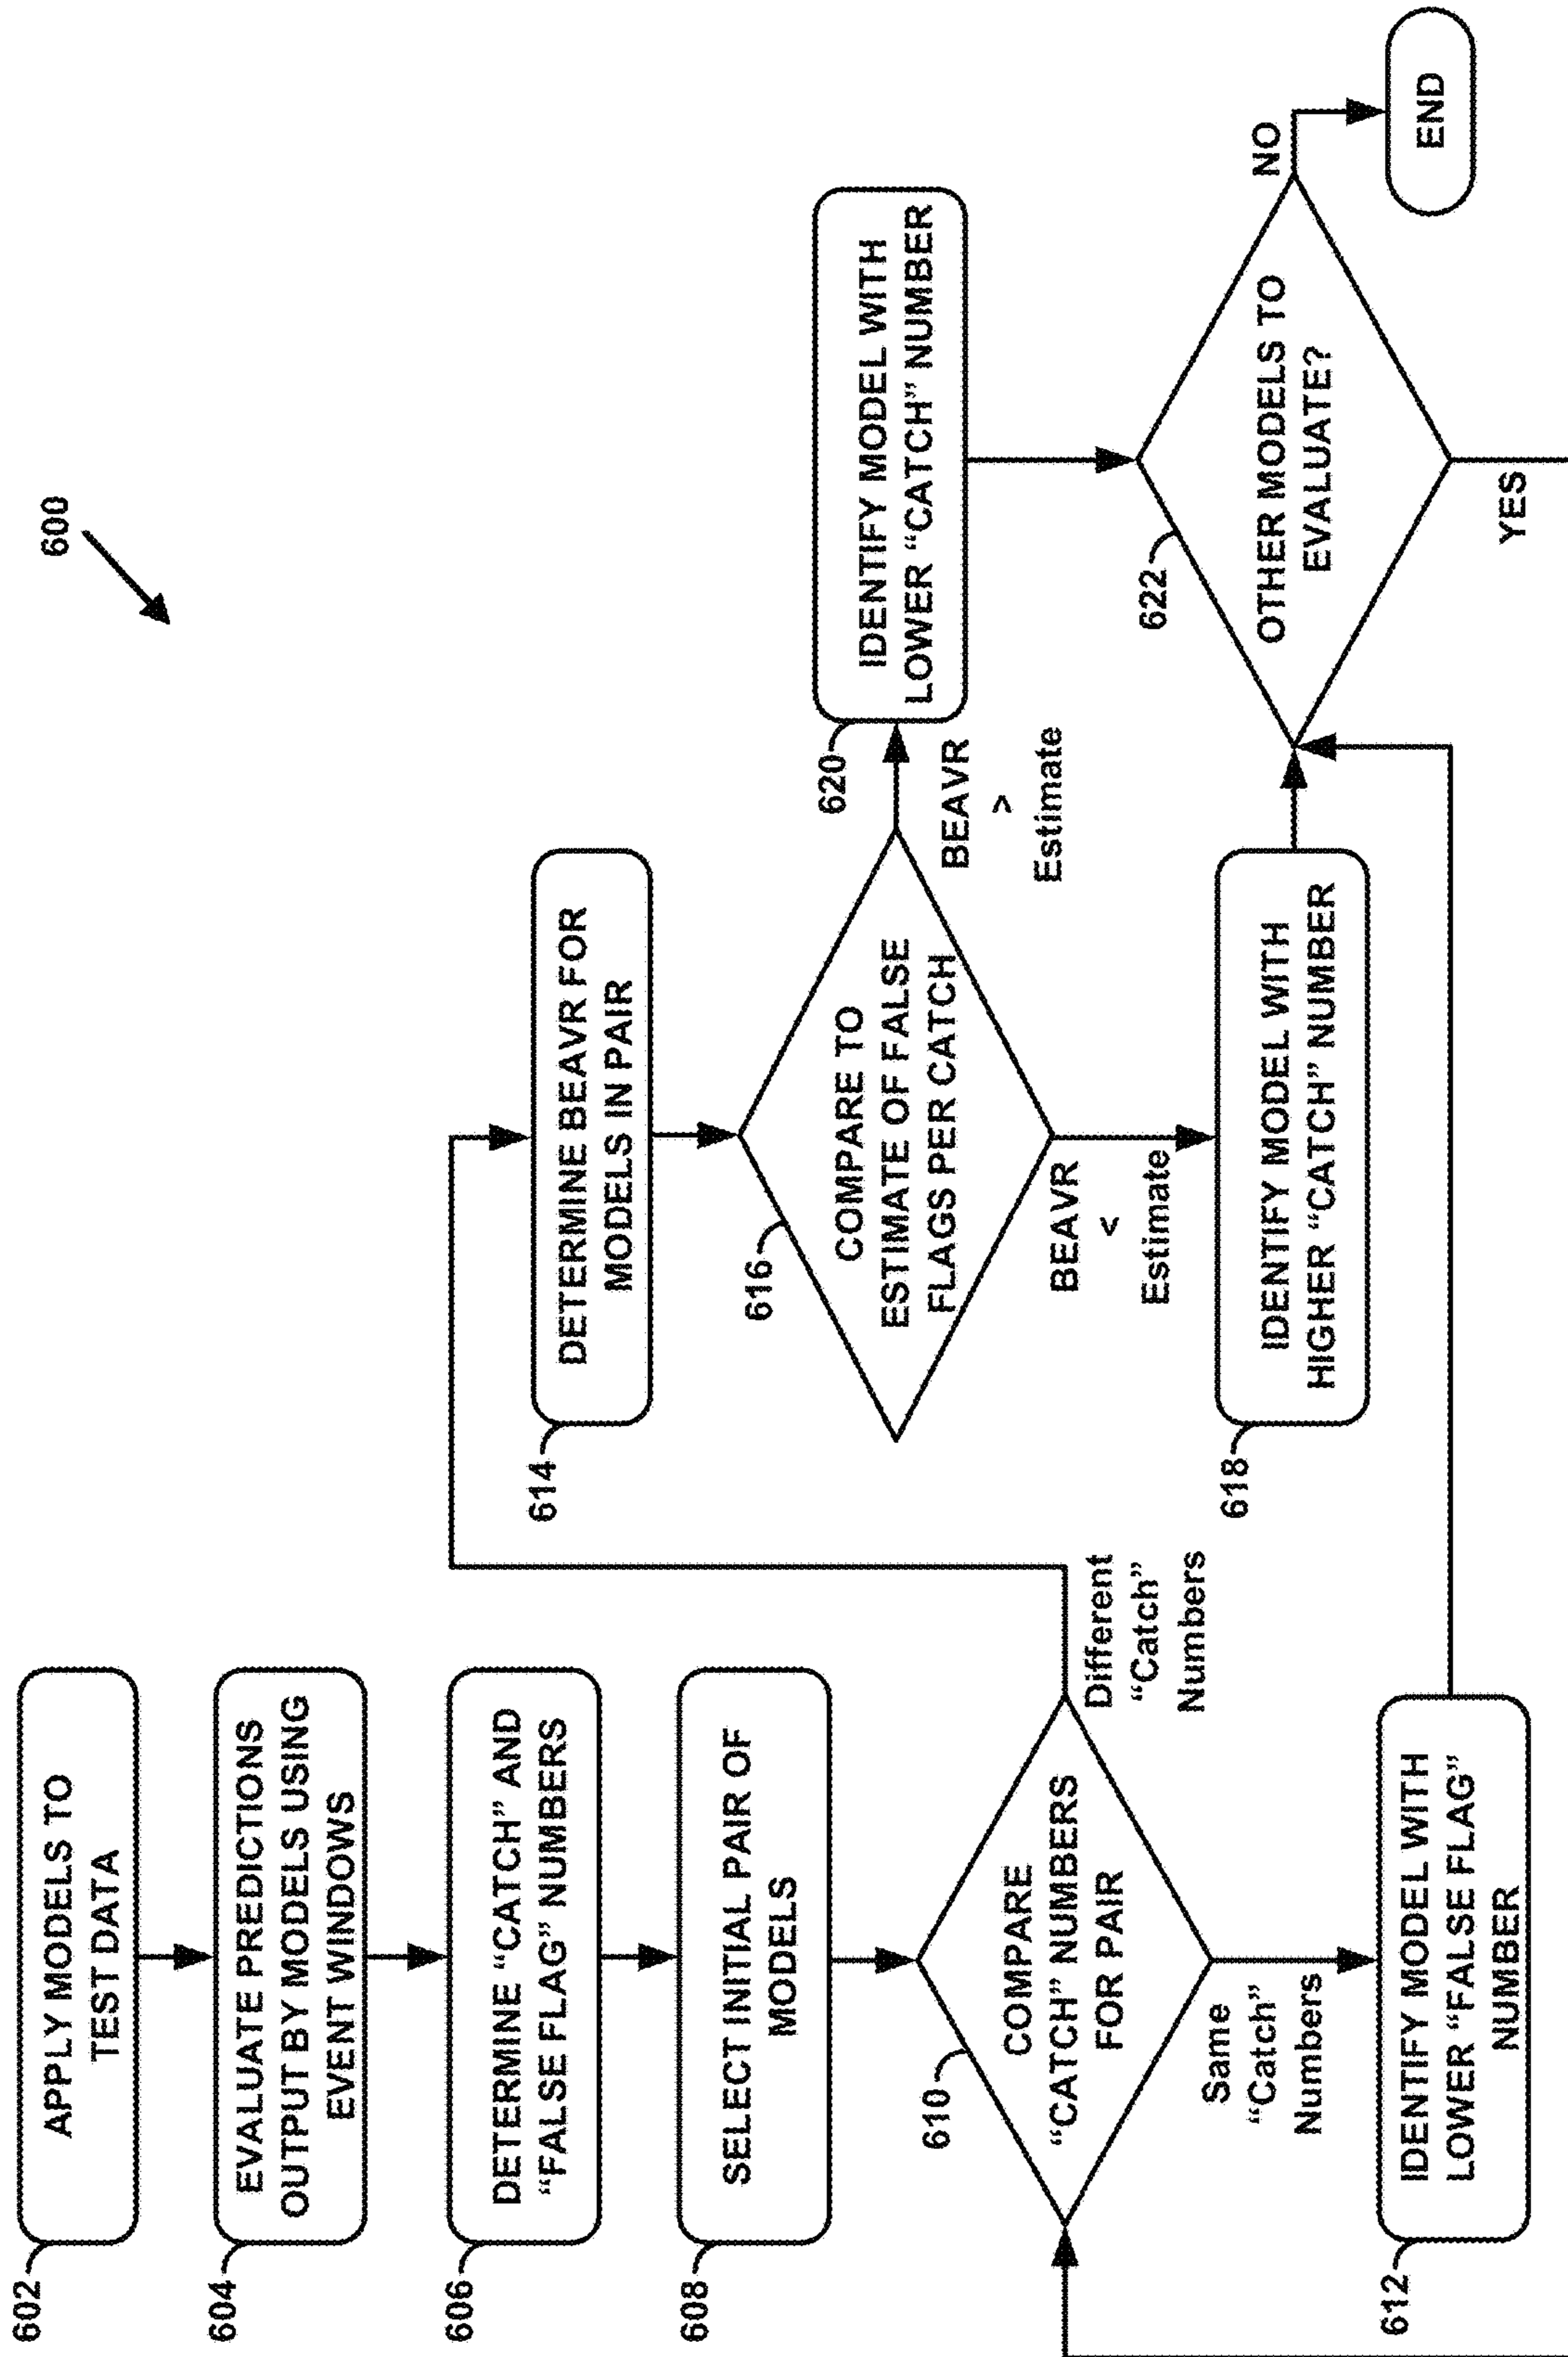 600
602
APPLY MODELS TO
TEST DATA
604
EVALUATE PREDICTIONS
OUTPUT BY MODELS USING
EVENT WINDOWS
606
DETERMINE “CATCH” AND
“FALSE FLAG” NUMBERS
608
SELECT INITIAL PAIR OF
MODELS
610
COMPARE
“CATCH” NUMBERS
FOR PAIR
Different
“Catch”
Numbers
Same
“Catch”
Numbers
612
IDENTIFY MODEL WITH
LOWER “FALSE FLAG”
NUMBER
614
DETERMINE BEAVR FOR
MODELS IN PAIR
616
COMPARE TO
ESTIMATE OF FALSE
FLAGS PER CATCH
BEAVR
>
Estimate
BEAVR
<
Estimate
618
IDENTIFY MODEL WITH
HIGHER “CATCH” NUMBER
620
IDENTIFY MODEL WITH
LOWER “CATCH” NUMBER
622
OTHER MODELS TO
EVALUATE?
NO
YES
END